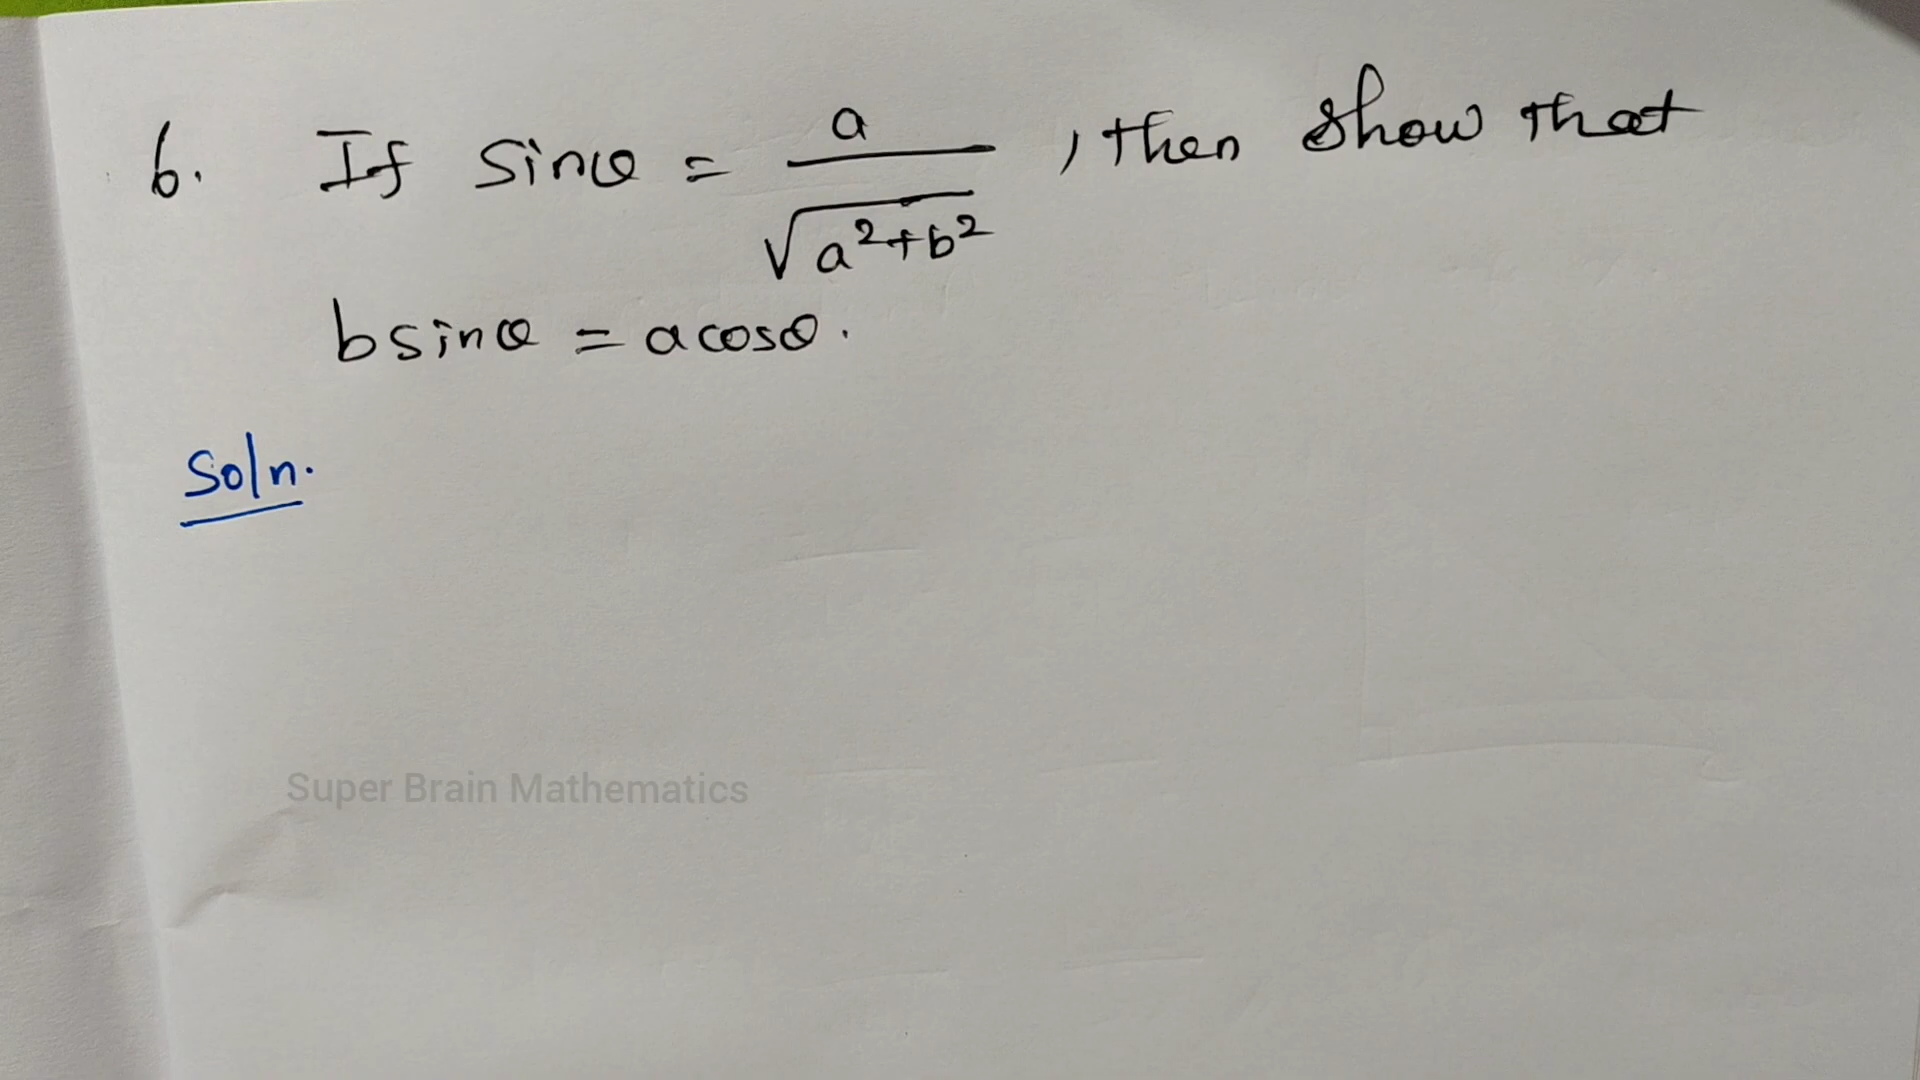 6. If sinθ = a/√a²+b² , then show that
bsinθ = acosθ.
Soln.
Super Brain Mathematics